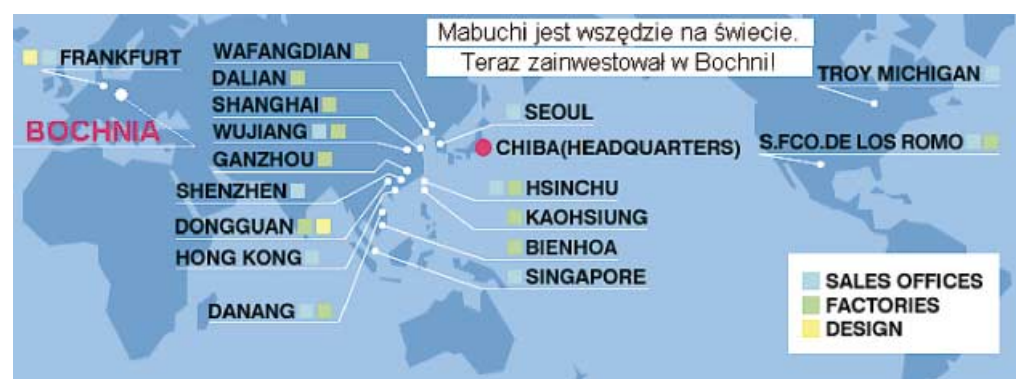 Mabuchi jest wszędzie na świecie.
Teraz zainwestował w Bochni!
FRANKFURT
BOCHNIA
WAFANGDIAN
DALIAN
SHANGHAI
WUJIANG
GANZHOU
SHENZHEN
DONGGUAN
HONG KONG
DANANG
SEOUL
CHIBA(HEADQUARTERS)
HSINCHU
KAOHSIUNG
BIENHOA
SINGAPORE
TROY MICHIGAN
S.FCO.DE LOS ROMO
SALES OFFICES
FACTORIES
DESIGN